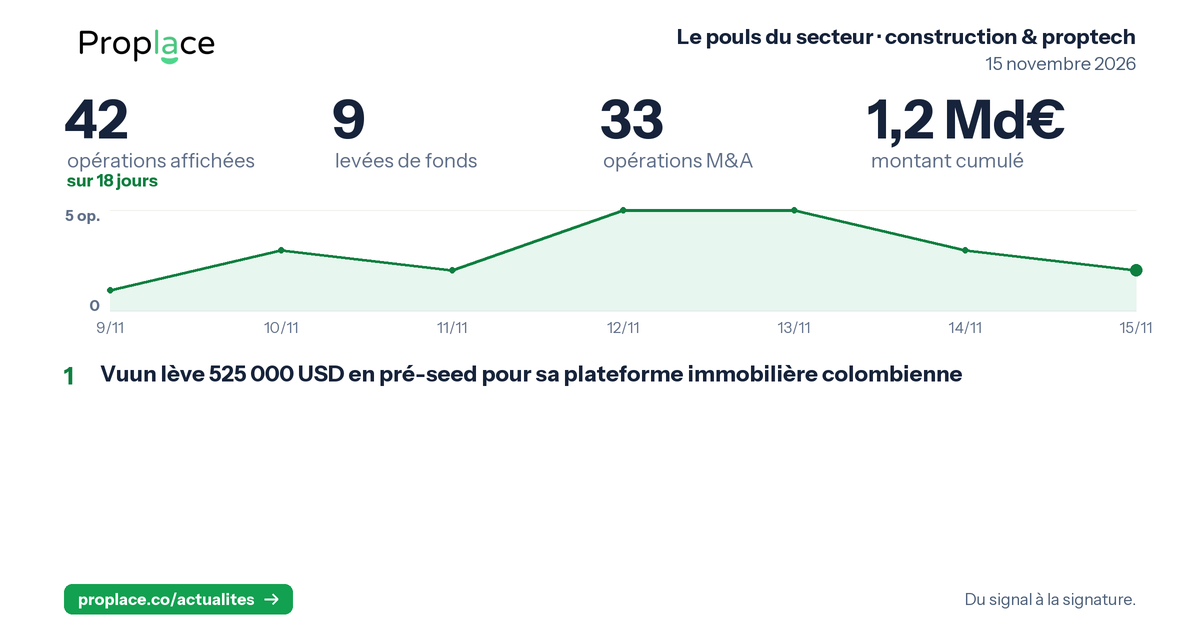 Proplace
Le pouls du secteur · construction & proptech
15 novembre 2026
42
opérations affichées
sur 18 jours
9
levées de fonds
33
opérations M&A
1,2 Md€
montant cumulé
5 op.
0
9/11
10/11
11/11
12/11
13/11
14/11
15/11
1 Vuun lève 525 000 USD en pré-seed pour sa plateforme immobilière colombienne
proplace.co/actualites →
Du signal à la signature.